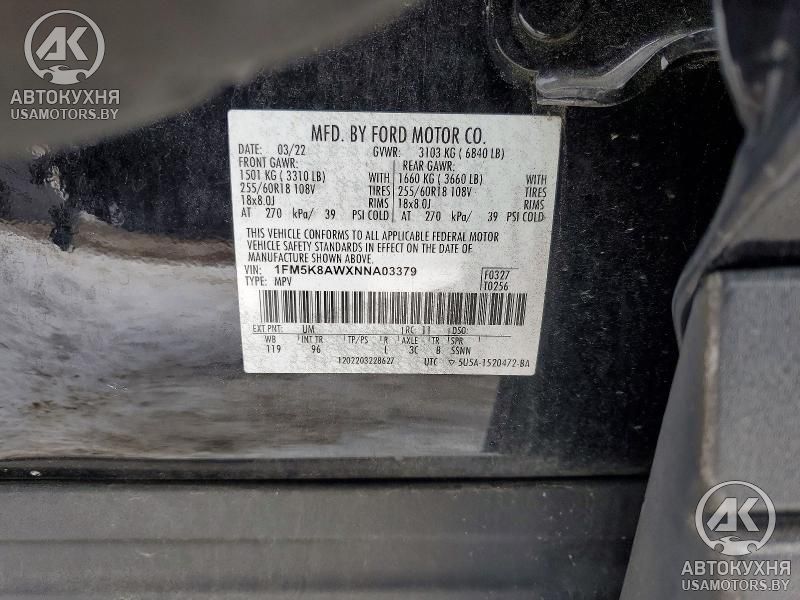 AK
АВТОКУХНЯ
USAMOTORS.BY
MFD. BY FORD MOTOR CO.
DATE: 03/22 GVWR: 3103 KG ( 6840 LB)
FRONT GAWR: REAR GAWR:
1501 KG ( 3310 LB) WITH 1660 KG ( 3660 LB) WITH
255/60R18 108V TIRES 255/60R18 108V TIRES
18x8.0J RIMS 18x8.0J RIMS
AT 270 kPa/ 39 PSI COLD AT 270 kPa/ 39 PSI COLD
THIS VEHICLE CONFORMS TO ALL APPLICABLE FEDERAL MOTOR
VEHICLE SAFETY STANDARDS IN EFFECT ON THE DATE OF
MANUFACTURE SHOWN ABOVE.
VIN: 1FM5K8AWXNNA03379 F0327
TYPE: MPV T0256
EXT PNT: UM RC: 11 DSO:
WB INT TR TP/PS R AXLE TR SPR
119 96 L 3C B SSNN
1202203228627 UTC ▽ 5U5A-1520472-BA
AK
АВТОКУХНЯ
USAMOTORS.BY